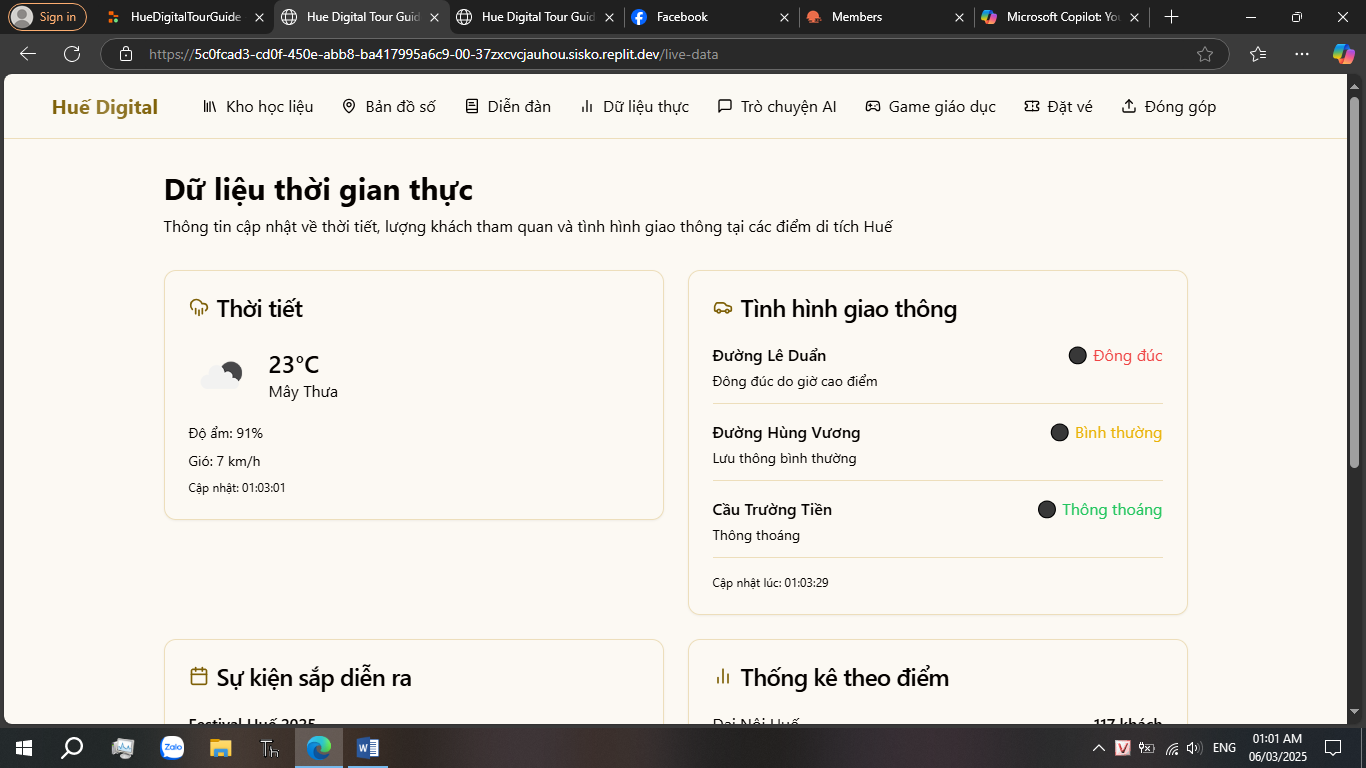 Sign in
HueDigitalTourGuide
Hue Digital Tour Guid
Hue Digital Tour Guid
Facebook
Members
Microsoft Copilot: You
https://5c0fcad3-cd0f-450e-abb8-ba417995a6c9-00-37zxcvcjauhou.sisko.replit.dev/live-data
Huế Digital
Kho học liệu
Bản đồ số
Diễn đàn
Dữ liệu thực
Trò chuyện AI
Game giáo dục
Đặt vé
Đóng góp
Dữ liệu thời gian thực
Thông tin cập nhật về thời tiết, lượng khách tham quan và tình hình giao thông tại các điểm di tích Huế
Thời tiết
23°C
Mây Thưa
Độ ẩm: 91%
Gió: 7 km/h
Cập nhật: 01:03:01
Tình hình giao thông
Đường Lê Duẩn
Đông đúc
Đông đúc do giờ cao điểm
Đường Hùng Vương
Bình thường
Lưu thông bình thường
Cầu Trường Tiền
Thông thoáng
Thông thoáng
Cập nhật lúc: 01:03:29
Sự kiện sắp diễn ra
Festival Huế 2025
Thống kê theo điểm
Đại Nội Huế
117 khách
Zalo
ENG
01:01 AM
06/03/2025